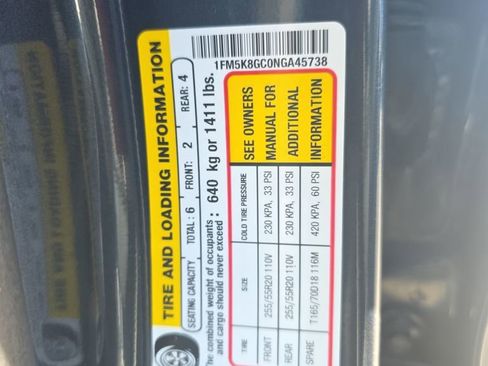 TIRE AND LOADING INFORMATION
SEATING CAPACITY TOTAL: 6 FRONT: 2 REAR: 4
The combined weight of occupants
and cargo should never exceed : 640 kg or 1411 lbs.
TIRE SIZE COLD TIRE PRESSURE
FRONT 255/55R20 110V 230 KPA, 33 PSI
REAR 255/55R20 110V 230 KPA, 33 PSI
SPARE T165/70D18 116M 420 KPA, 60 PSI
SEE OWNERS
MANUAL FOR
ADDITIONAL
INFORMATION
1FM5K8GC0NGA45738